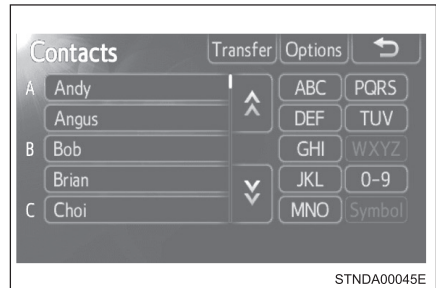 Contacts Transfer Options
A Andy ABC PQRS
Angus DEF TUV
B Bob GHI WXYZ
Brian JKL 0-9
C Choi MNO Symbol
STNDA00045E